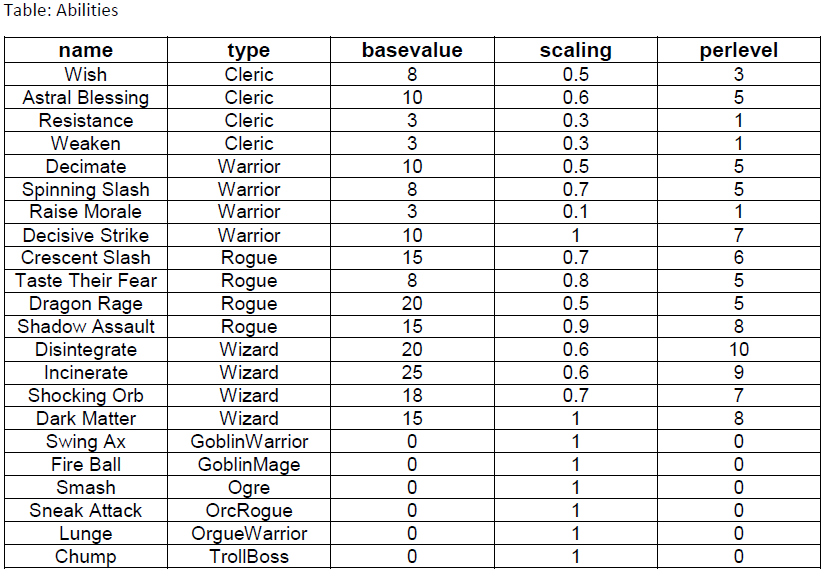 Table: Abilities
name type basevalue scaling perlevel
Wish Cleric 8 0.5 3
Astral Blessing Cleric 10 0.6 5
Resistance Cleric 3 0.3 1
Weaken Cleric 3 0.3 1
Decimate Warrior 10 0.5 5
Spinning Slash Warrior 8 0.7 5
Raise Morale Warrior 3 0.1 1
Decisive Strike Warrior 10 1 7
Crescent Slash Rogue 15 0.7 6
Taste Their Fear Rogue 8 0.8 5
Dragon Rage Rogue 20 0.5 5
Shadow Assault Rogue 15 0.9 8
Disintegrate Wizard 20 0.6 10
Incinerate Wizard 25 0.6 9
Shocking Orb Wizard 18 0.7 7
Dark Matter Wizard 15 1 8
Swing Ax GoblinWarrior 0 1 0
Fire Ball GoblinMage 0 1 0
Smash Ogre 0 1 0
Sneak Attack OrcRogue 0 1 0
Lunge OrgueWarrior 0 1 0
Chump TrollBoss 0 1 0